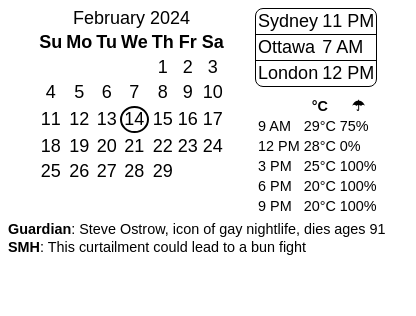 February 2024
Su Mo Tu We Th Fr Sa
1 2 3
4 5 6 7 8 9 10
11 12 13 14 15 16 17
18 19 20 21 22 23 24
25 26 27 28 29
Sydney 11 PM
Ottawa 7 AM
London 12 PM
°C ☂
9 AM 29°C 75%
12 PM 28°C 0%
3 PM 25°C 100%
6 PM 20°C 100%
9 PM 20°C 100%
Guardian: Steve Ostrow, icon of gay nightlife, dies ages 91
SMH: This curtailment could lead to a bun fight